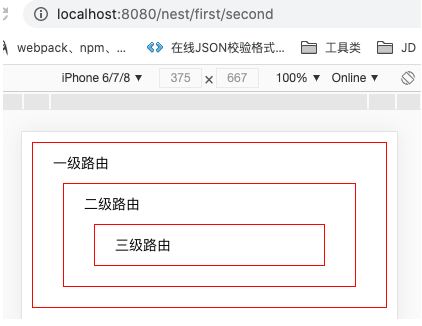 localhost:8080/nest/first/second
webpack、npm、... 在线JSON校验格式... 工具类 JD
iPhone 6/7/8 ▼ 375 × 667 100% ▼ Online ▼
一级路由
二级路由
三级路由